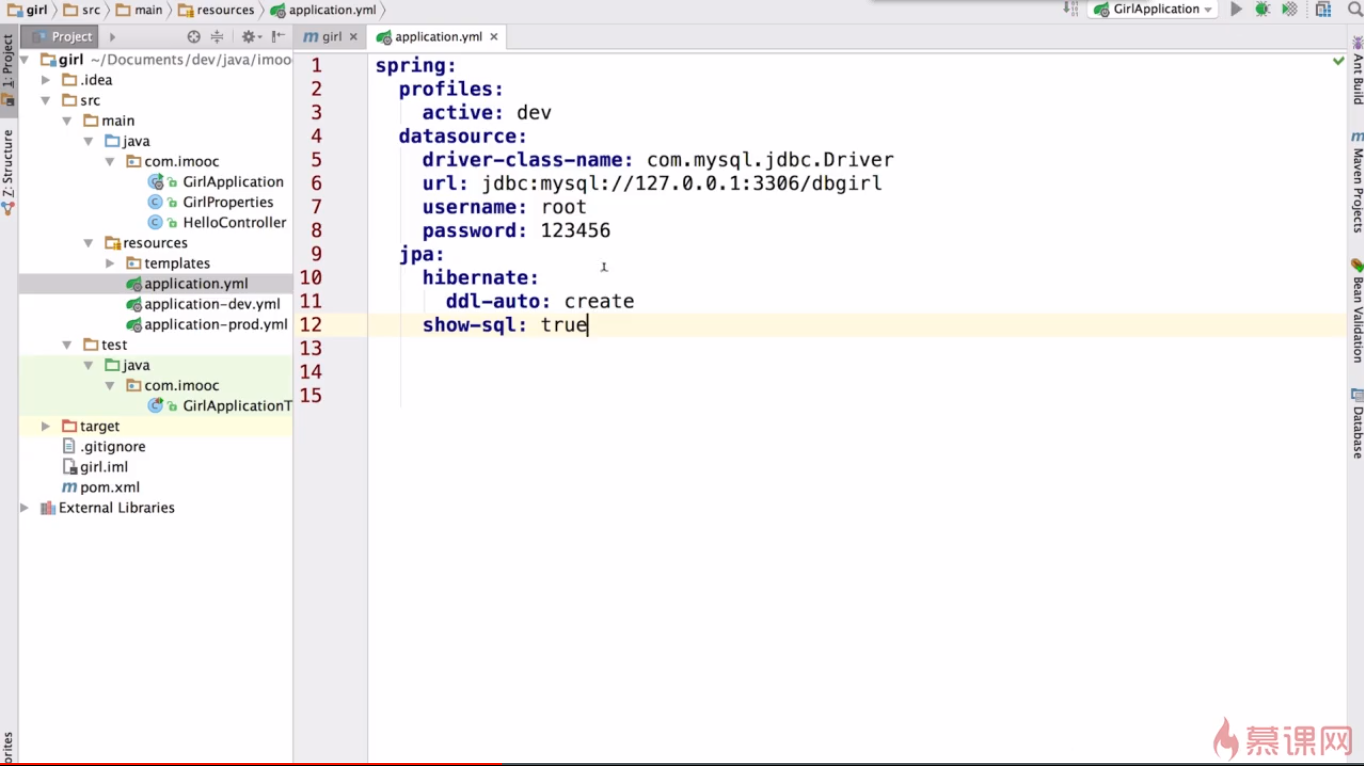 girl src main resources application.yml
GirlApplication
Project
girl
application.yml
1: Project
Z: Structure
girl ~/Documents/dev/java/imoo
.idea
src
main
java
com.imooc
GirlApplication
GirlProperties
HelloController
resources
templates
application.yml
application-dev.yml
application-prod.yml
test
java
com.imooc
GirlApplicationT
target
.gitignore
girl.iml
pom.xml
External Libraries
1 spring:
2 profiles:
3 active: dev
4 datasource:
5 driver-class-name: com.mysql.jdbc.Driver
6 url: jdbc:mysql://127.0.0.1:3306/dbgirl
7 username: root
8 password: 123456
9 jpa:
10 hibernate:
11 ddl-auto: create
12 show-sql: true
13
14
15
Ant Build
Maven Projects
Bean Validation
Database
orites
慕课网